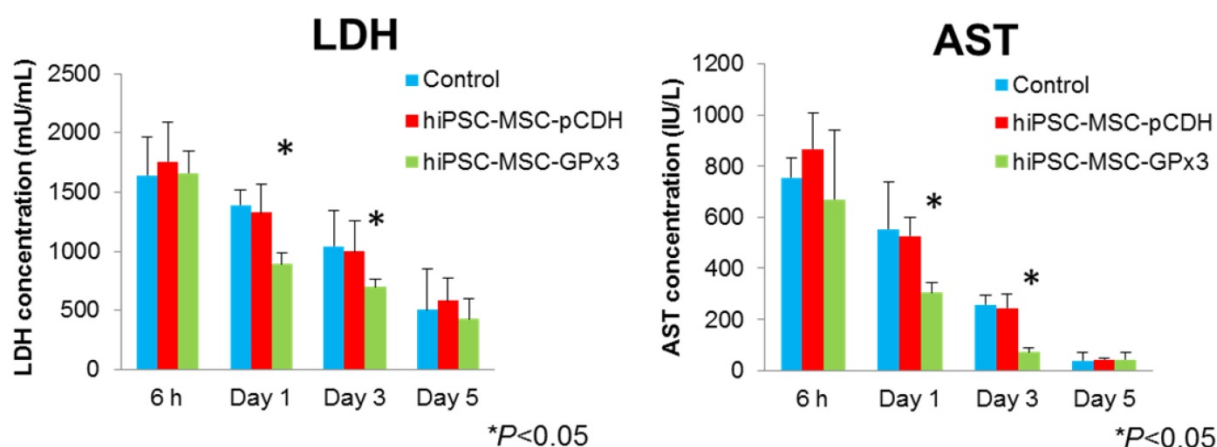 LDH
LDH concentration (mU/mL)
2500
2000
1500
1000
500
0
Control
hiPSC-MSC-pCDH
hiPSC-MSC-GPx3
*
*
6 h Day 1 Day 3 Day 5
*P<0.05
AST
AST concentration (IU/L)
1200
1000
800
600
400
200
0
Control
hiPSC-MSC-pCDH
hiPSC-MSC-GPx3
*
*
6 h Day 1 Day 3 Day 5
*P<0.05